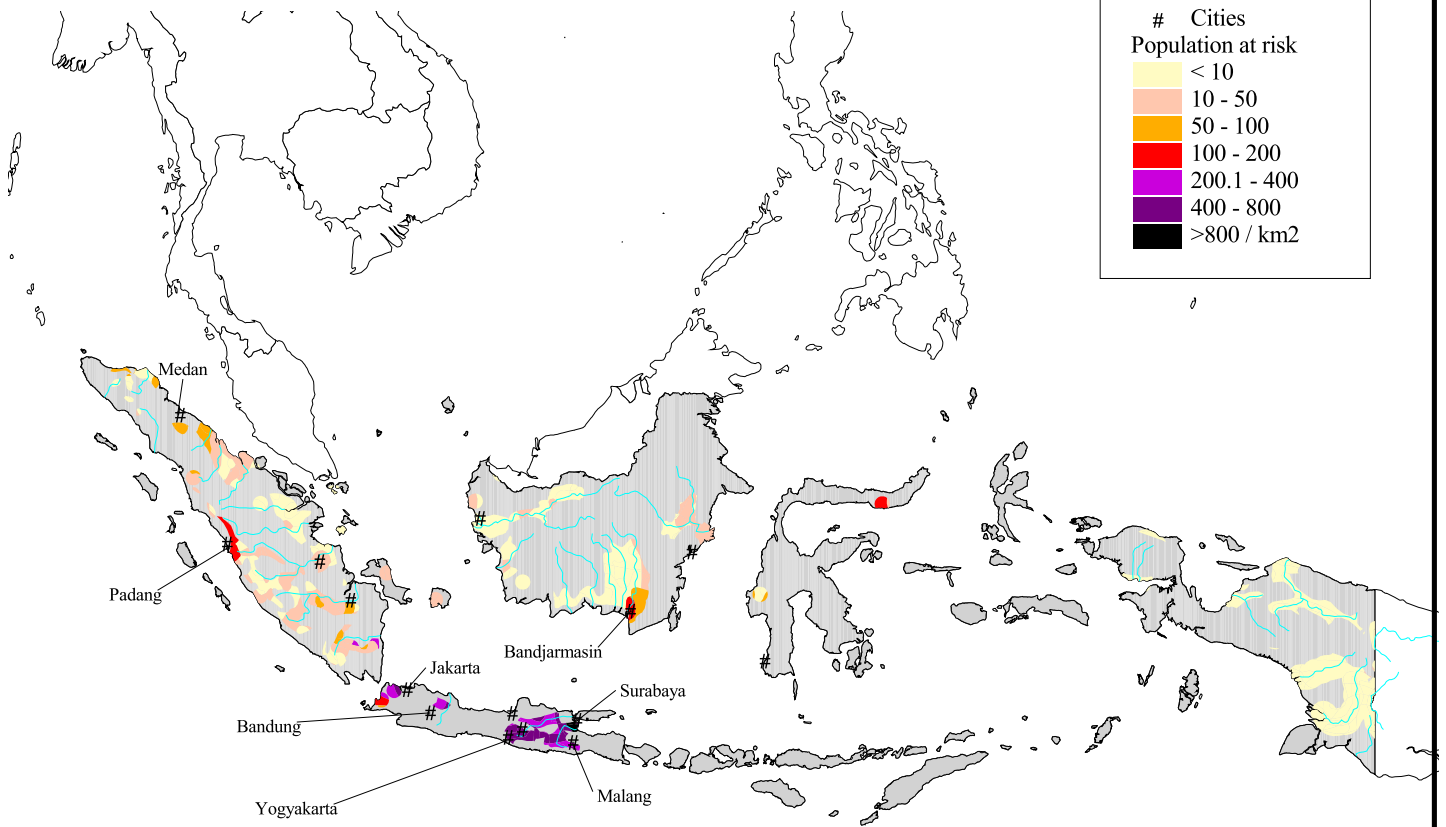 # Cities
Population at risk
< 10
10 - 50
50 - 100
100 - 200
200.1 - 400
400 - 800
>800 / km2
Medan
#
#
#
Padang
#
#
#
#
Bandjarmasin
#
#
Jakarta
#
Surabaya
Bandung
#
#
#
#
#
#
Malang
Yogyakarta